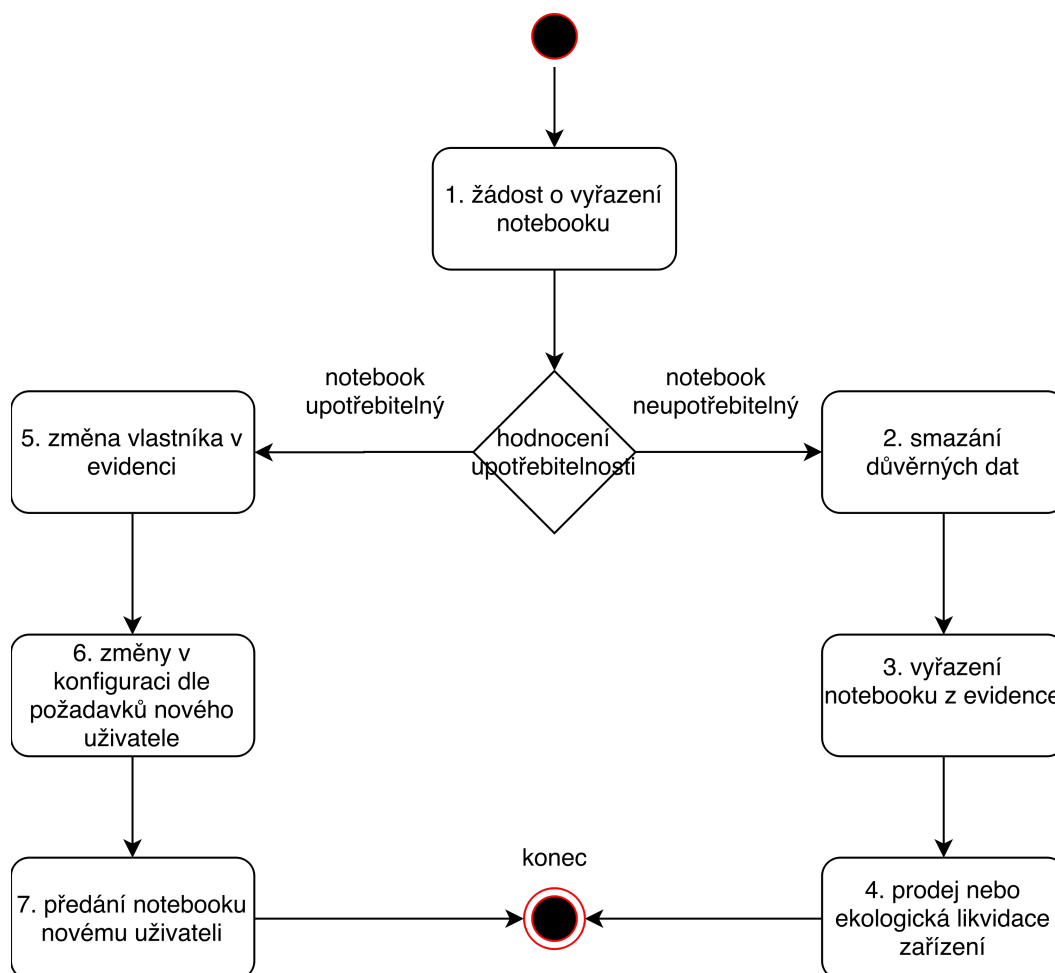 1. žádost o vyřazení
notebooku
notebook
upotřebitelný
notebook
neupotřebitelný
5. změna vlastníka v
evidenci
hodnocení
upotřebitelnosti
2. smazání
důvěrných dat
6. změny v
konfiguraci dle
požadavků nového
uživatele
3. vyřazení
notebooku z evidence
konec
7. předání notebooku
novému uživateli
4. prodej nebo
ekologická likvidace
zařízení